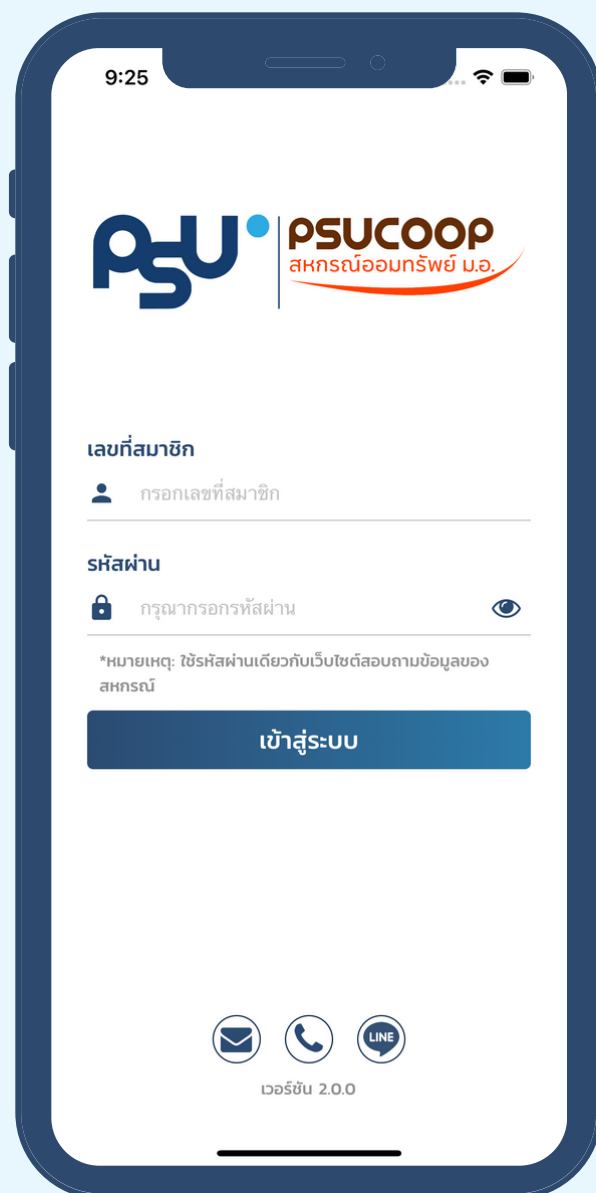 9:25
PSU
PSUCOOP
สหกรณ์ออมทรัพย์ ม.อ.
เลขที่สมาชิก
กรอกเลขที่สมาชิก
รหัสผ่าน
กรุณากรอกรหัสผ่าน
*หมายเหตุ: ใช้รหัสผ่านเดียวกับเว็บไซต์สอบถามข้อมูลของ
สหกรณ์
เข้าสู่ระบบ
LINE
เวอร์ชัน 2.0.0